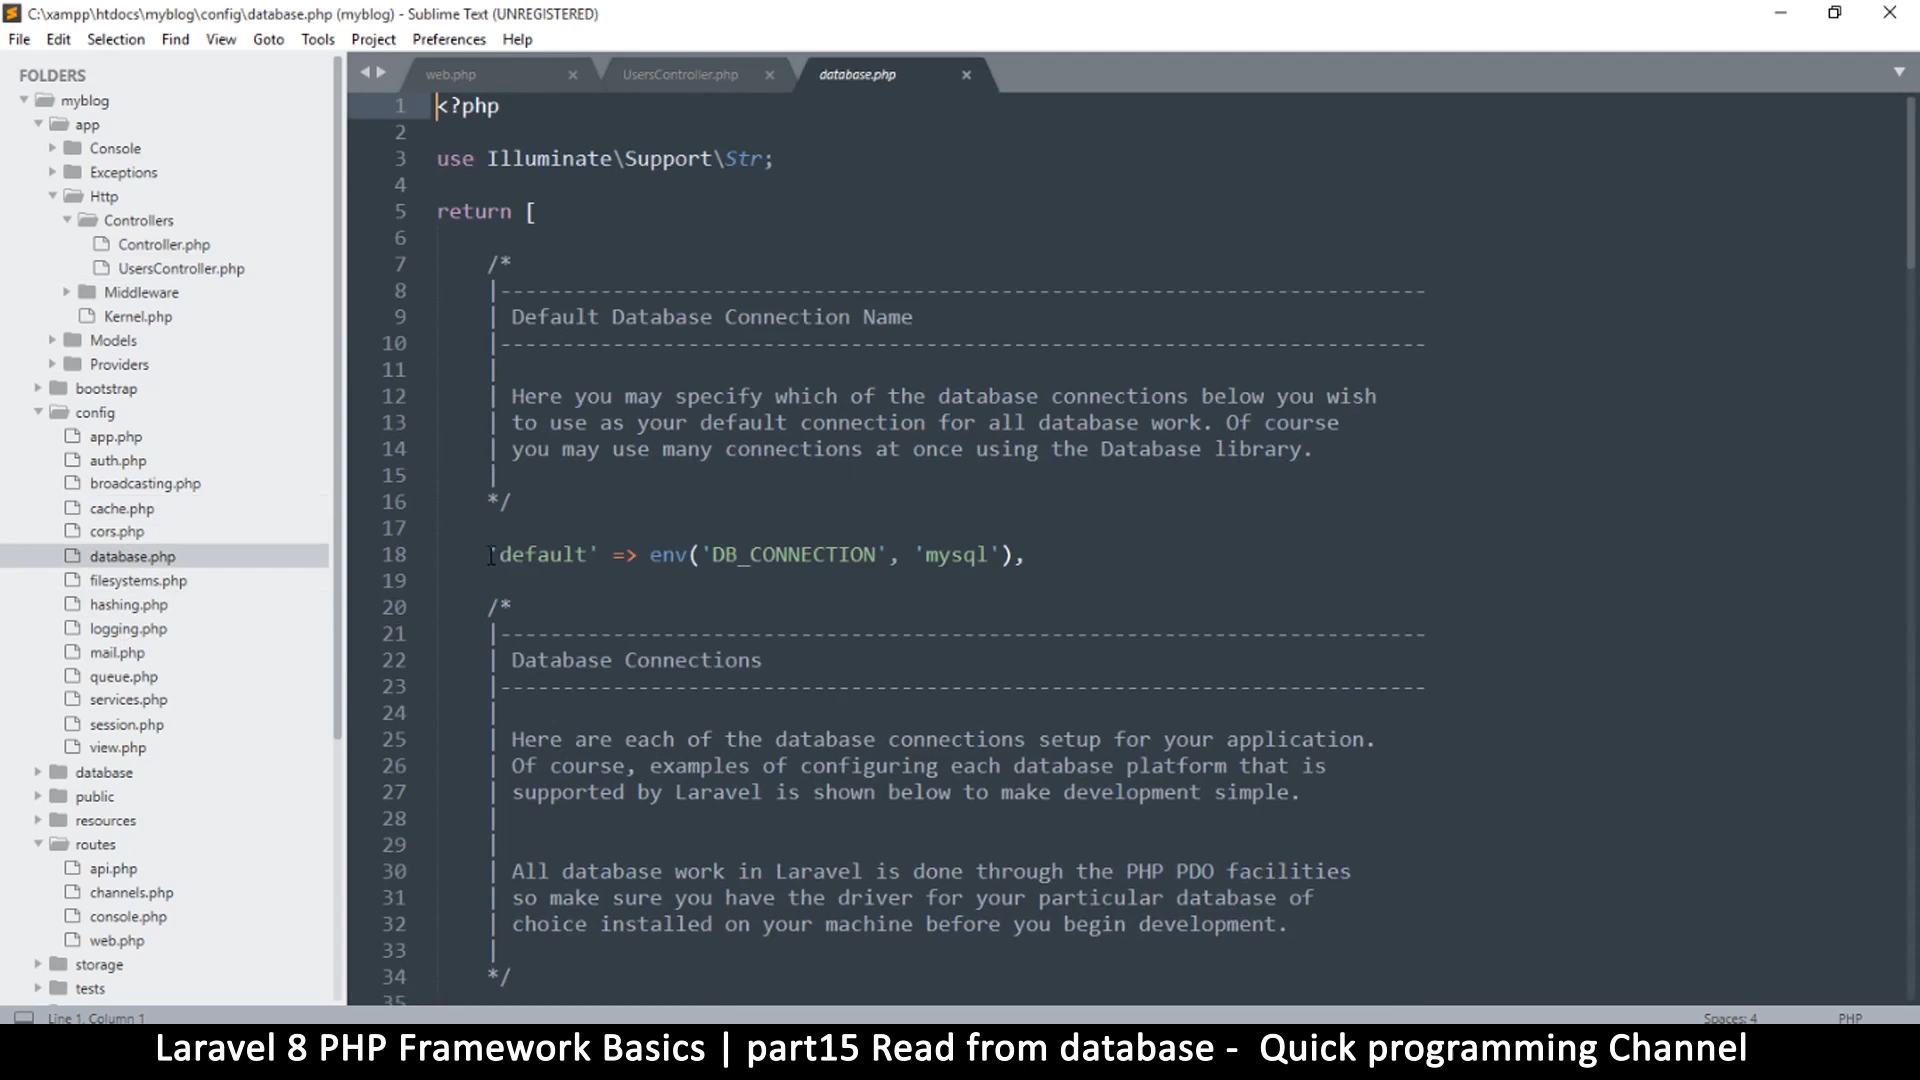 C:\xampp\htdocs\myblog\config\database.php (myblog) - Sublime Text (UNREGISTERED)
File Edit Selection Find View Goto Tools Project Preferences Help
FOLDERS
myblog
app
Console
Exceptions
Http
Controllers
Controller.php
UsersController.php
Middleware
Kernel.php
Models
Providers
bootstrap
config
app.php
auth.php
broadcasting.php
cache.php
cors.php
database.php
filesystems.php
hashing.php
logging.php
mail.php
queue.php
services.php
session.php
view.php
database
public
resources
routes
api.php
channels.php
console.php
web.php
storage
tests
web.php UsersController.php database.php
1 <?php
2
3 use Illuminate\Support\Str;
4
5 return [
6
7 /*
8 |--------------------------------------------------------------------------
9 | Default Database Connection Name
10 |--------------------------------------------------------------------------
11 |
12 | Here you may specify which of the database connections below you wish
13 | to use as your default connection for all database work. Of course
14 | you may use many connections at once using the Database library.
15 |
16 */
17
18 'default' => env('DB_CONNECTION', 'mysql'),
19
20 /*
21 |--------------------------------------------------------------------------
22 | Database Connections
23 |--------------------------------------------------------------------------
24 |
25 | Here are each of the database connections setup for your application.
26 | Of course, examples of configuring each database platform that is
27 | supported by Laravel is shown below to make development simple.
28 |
29 |
30 | All database work in Laravel is done through the PHP PDO facilities
31 | so make sure you have the driver for your particular database of
32 | choice installed on your machine before you begin development.
33 |
34 */
35
Line 1, Column 1 Spaces: 4 PHP
Laravel 8 PHP Framework Basics | part15 Read from database - Quick programming Channel